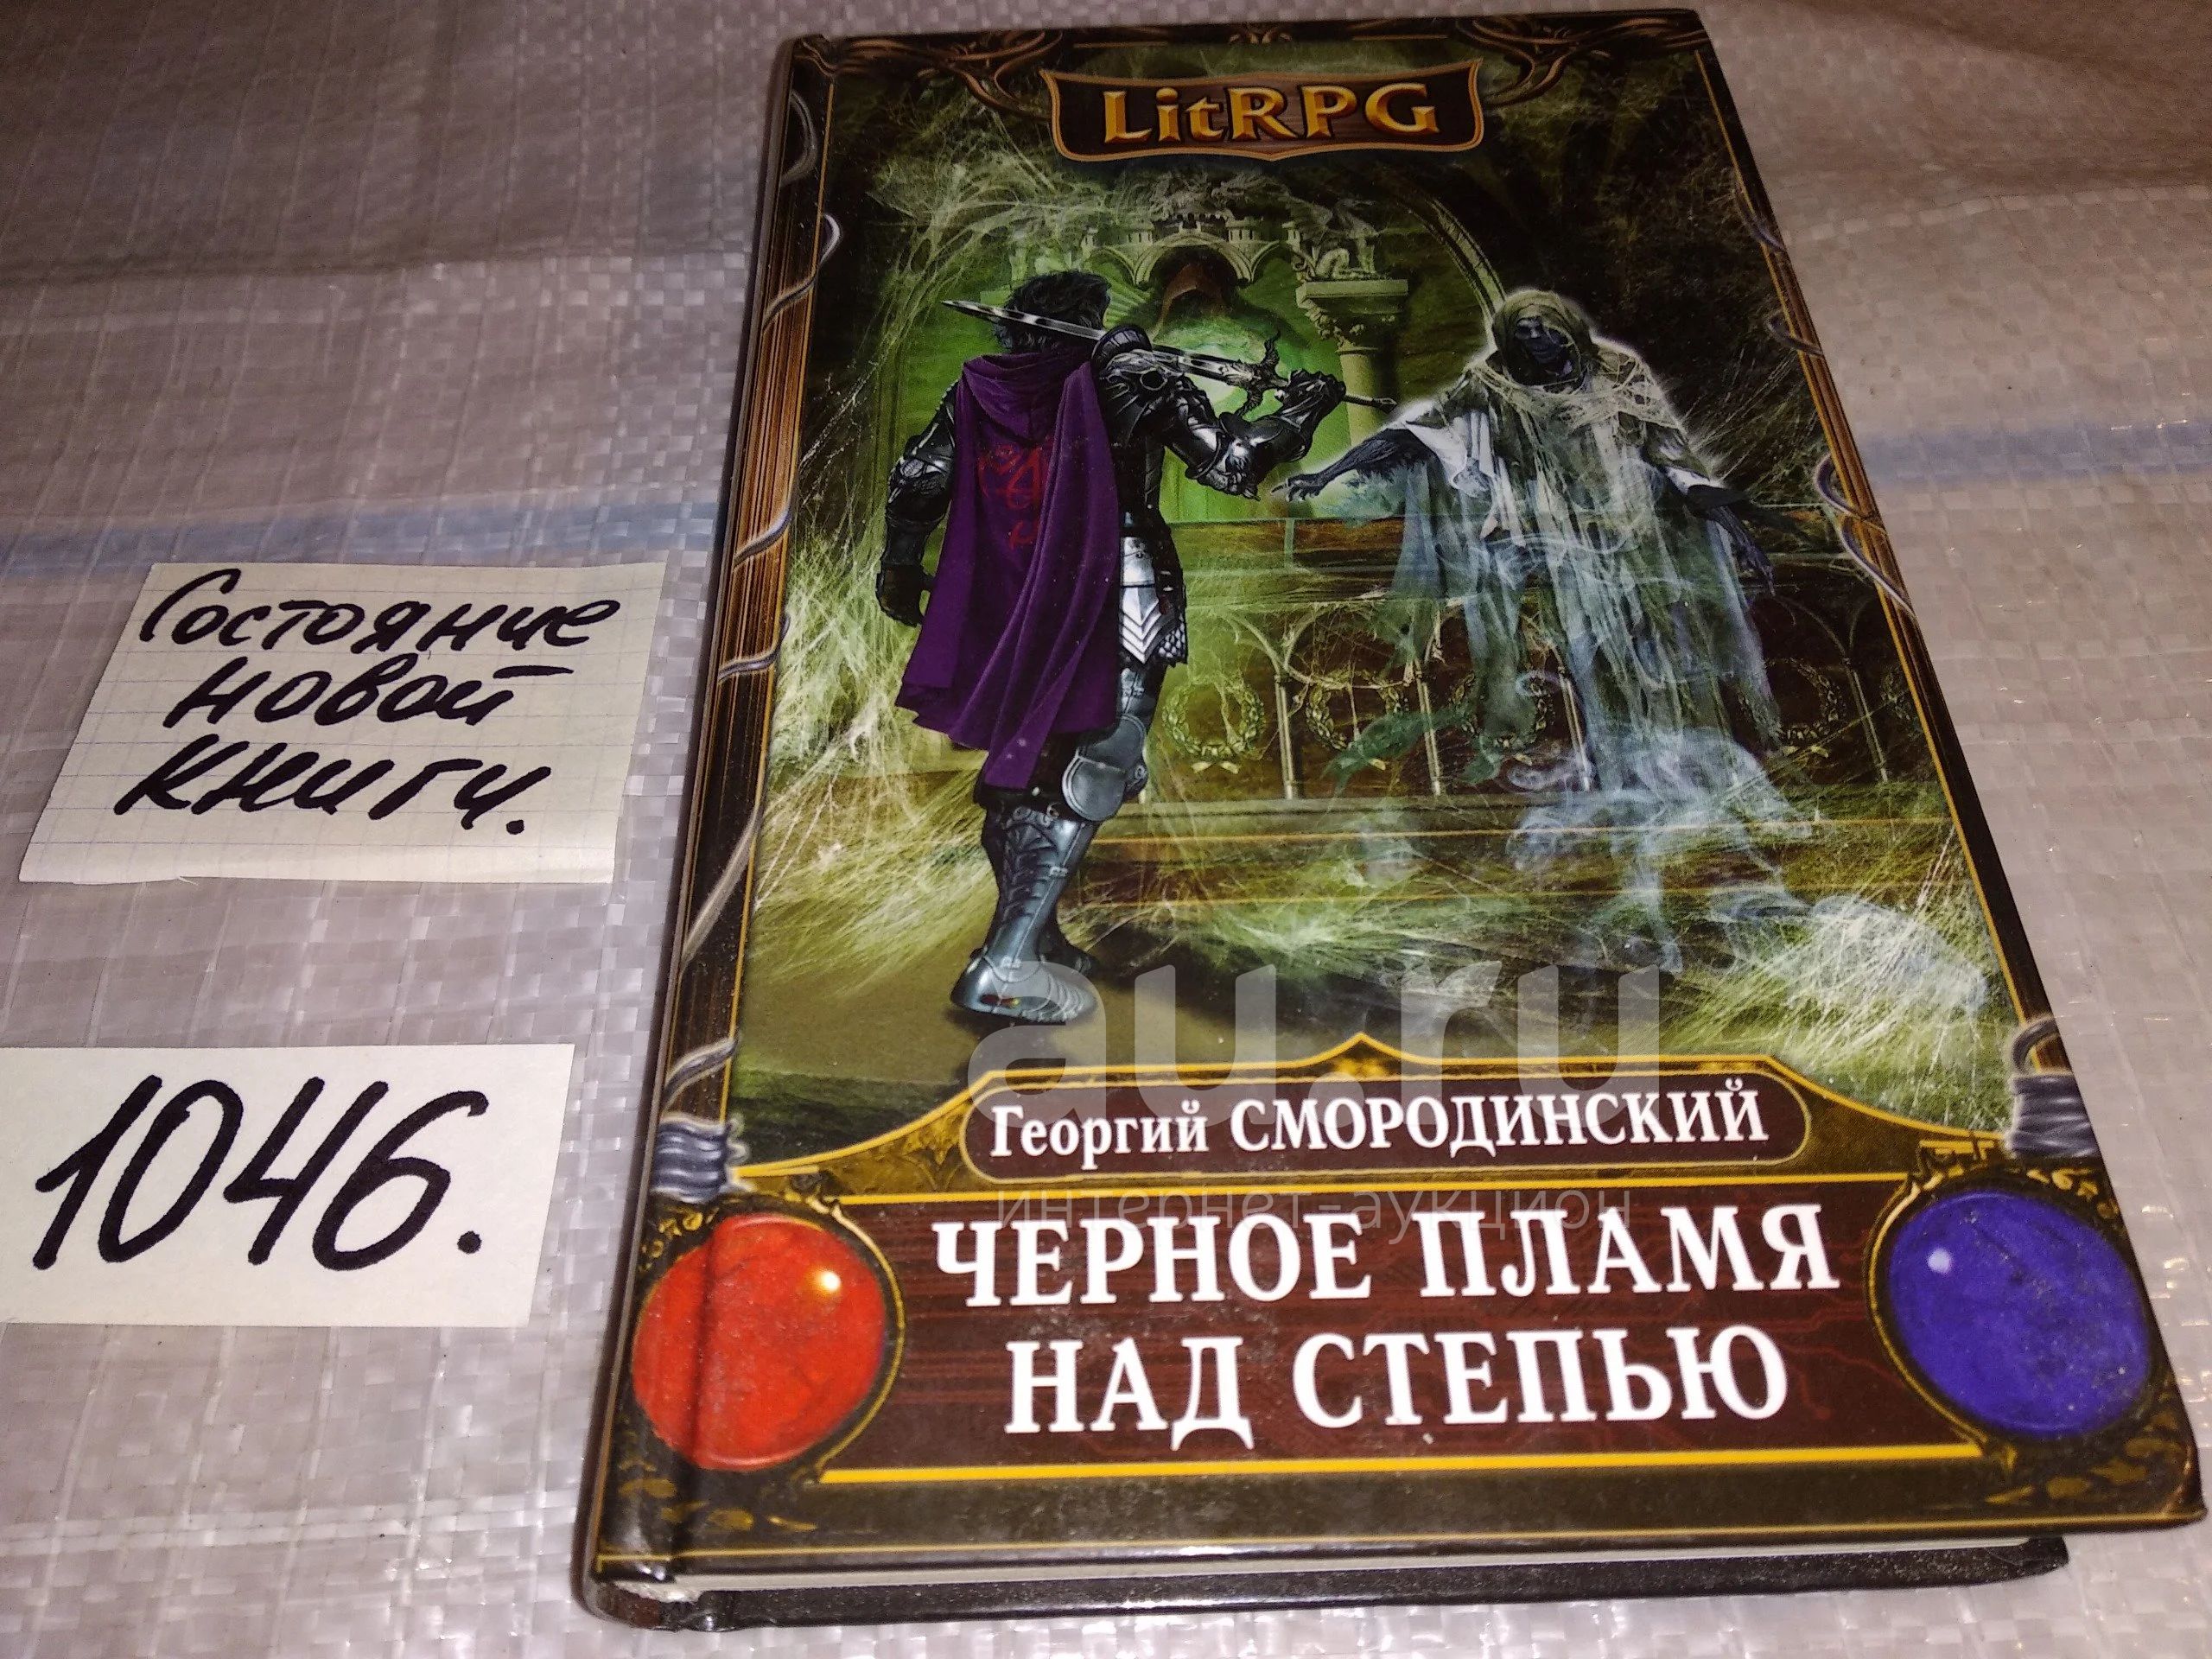 LitRPG
Состояние
новой
книги.
1046.
au.ru
Георгий СМОРОДИНСКИЙ
интернет-аукцион
ЧЕРНОЕ ПЛАМЯ
НАД СТЕПЬЮ